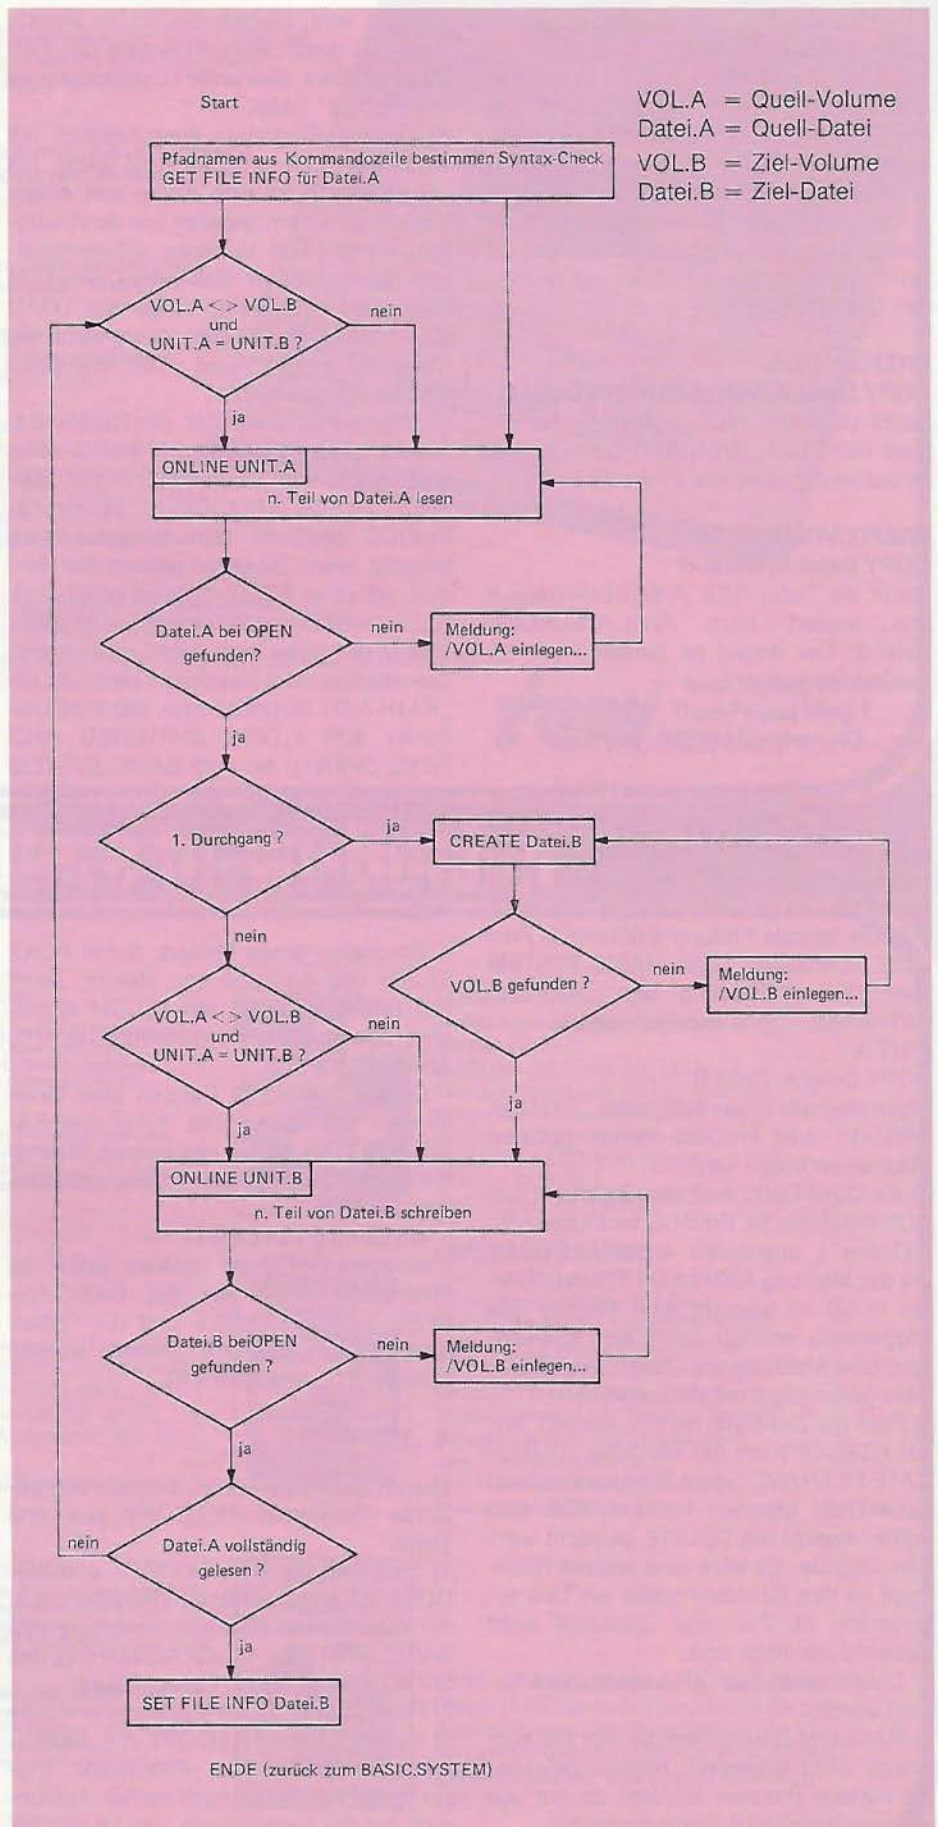 Start
VOL.A = Quell-Volume
Datei.A = Quell-Datei
VOL.B = Ziel-Volume
Datei.B = Ziel-Datei
Pfadnamen aus Kommandozeile bestimmen Syntax-Check
GET FILE INFO für Datei.A
VOL.A <> VOL.B
und
UNIT.A = UNIT.B ?
nein
ja
ONLINE UNIT.A
n. Teil von Datei.A lesen
Datei.A bei OPEN
gefunden?
nein
Meldung:
/VOL.A einlegen...
ja
1. Durchgang ?
ja
CREATE Datei.B
nein
VOL.B gefunden ?
nein
Meldung:
/VOL.B einlegen...
VOL.A <> VOL.B
und
UNIT.A = UNIT.B ?
nein
ja
ja
ONLINE UNIT.B
n. Teil von Datei.B schreiben
Datei.B beiOPEN
gefunden ?
nein
Meldung:
/VOL.B einlegen...
ja
Datei.A vollständig
gelesen ?
nein
ja
SET FILE INFO Datei.B
ENDE (zurück zum BASIC.SYSTEM)